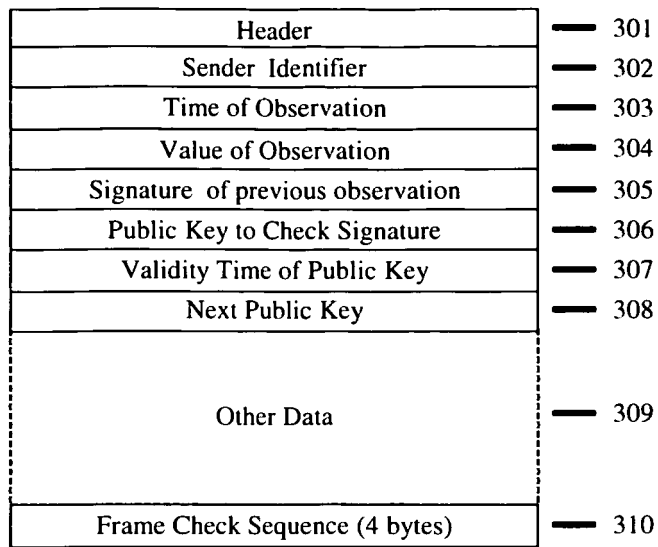 Header 301
Sender Identifier 302
Time of Observation 303
Value of Observation 304
Signature of previous observation 305
Public Key to Check Signature 306
Validity Time of Public Key 307
Next Public Key 308
Other Data 309
Frame Check Sequence (4 bytes) 310